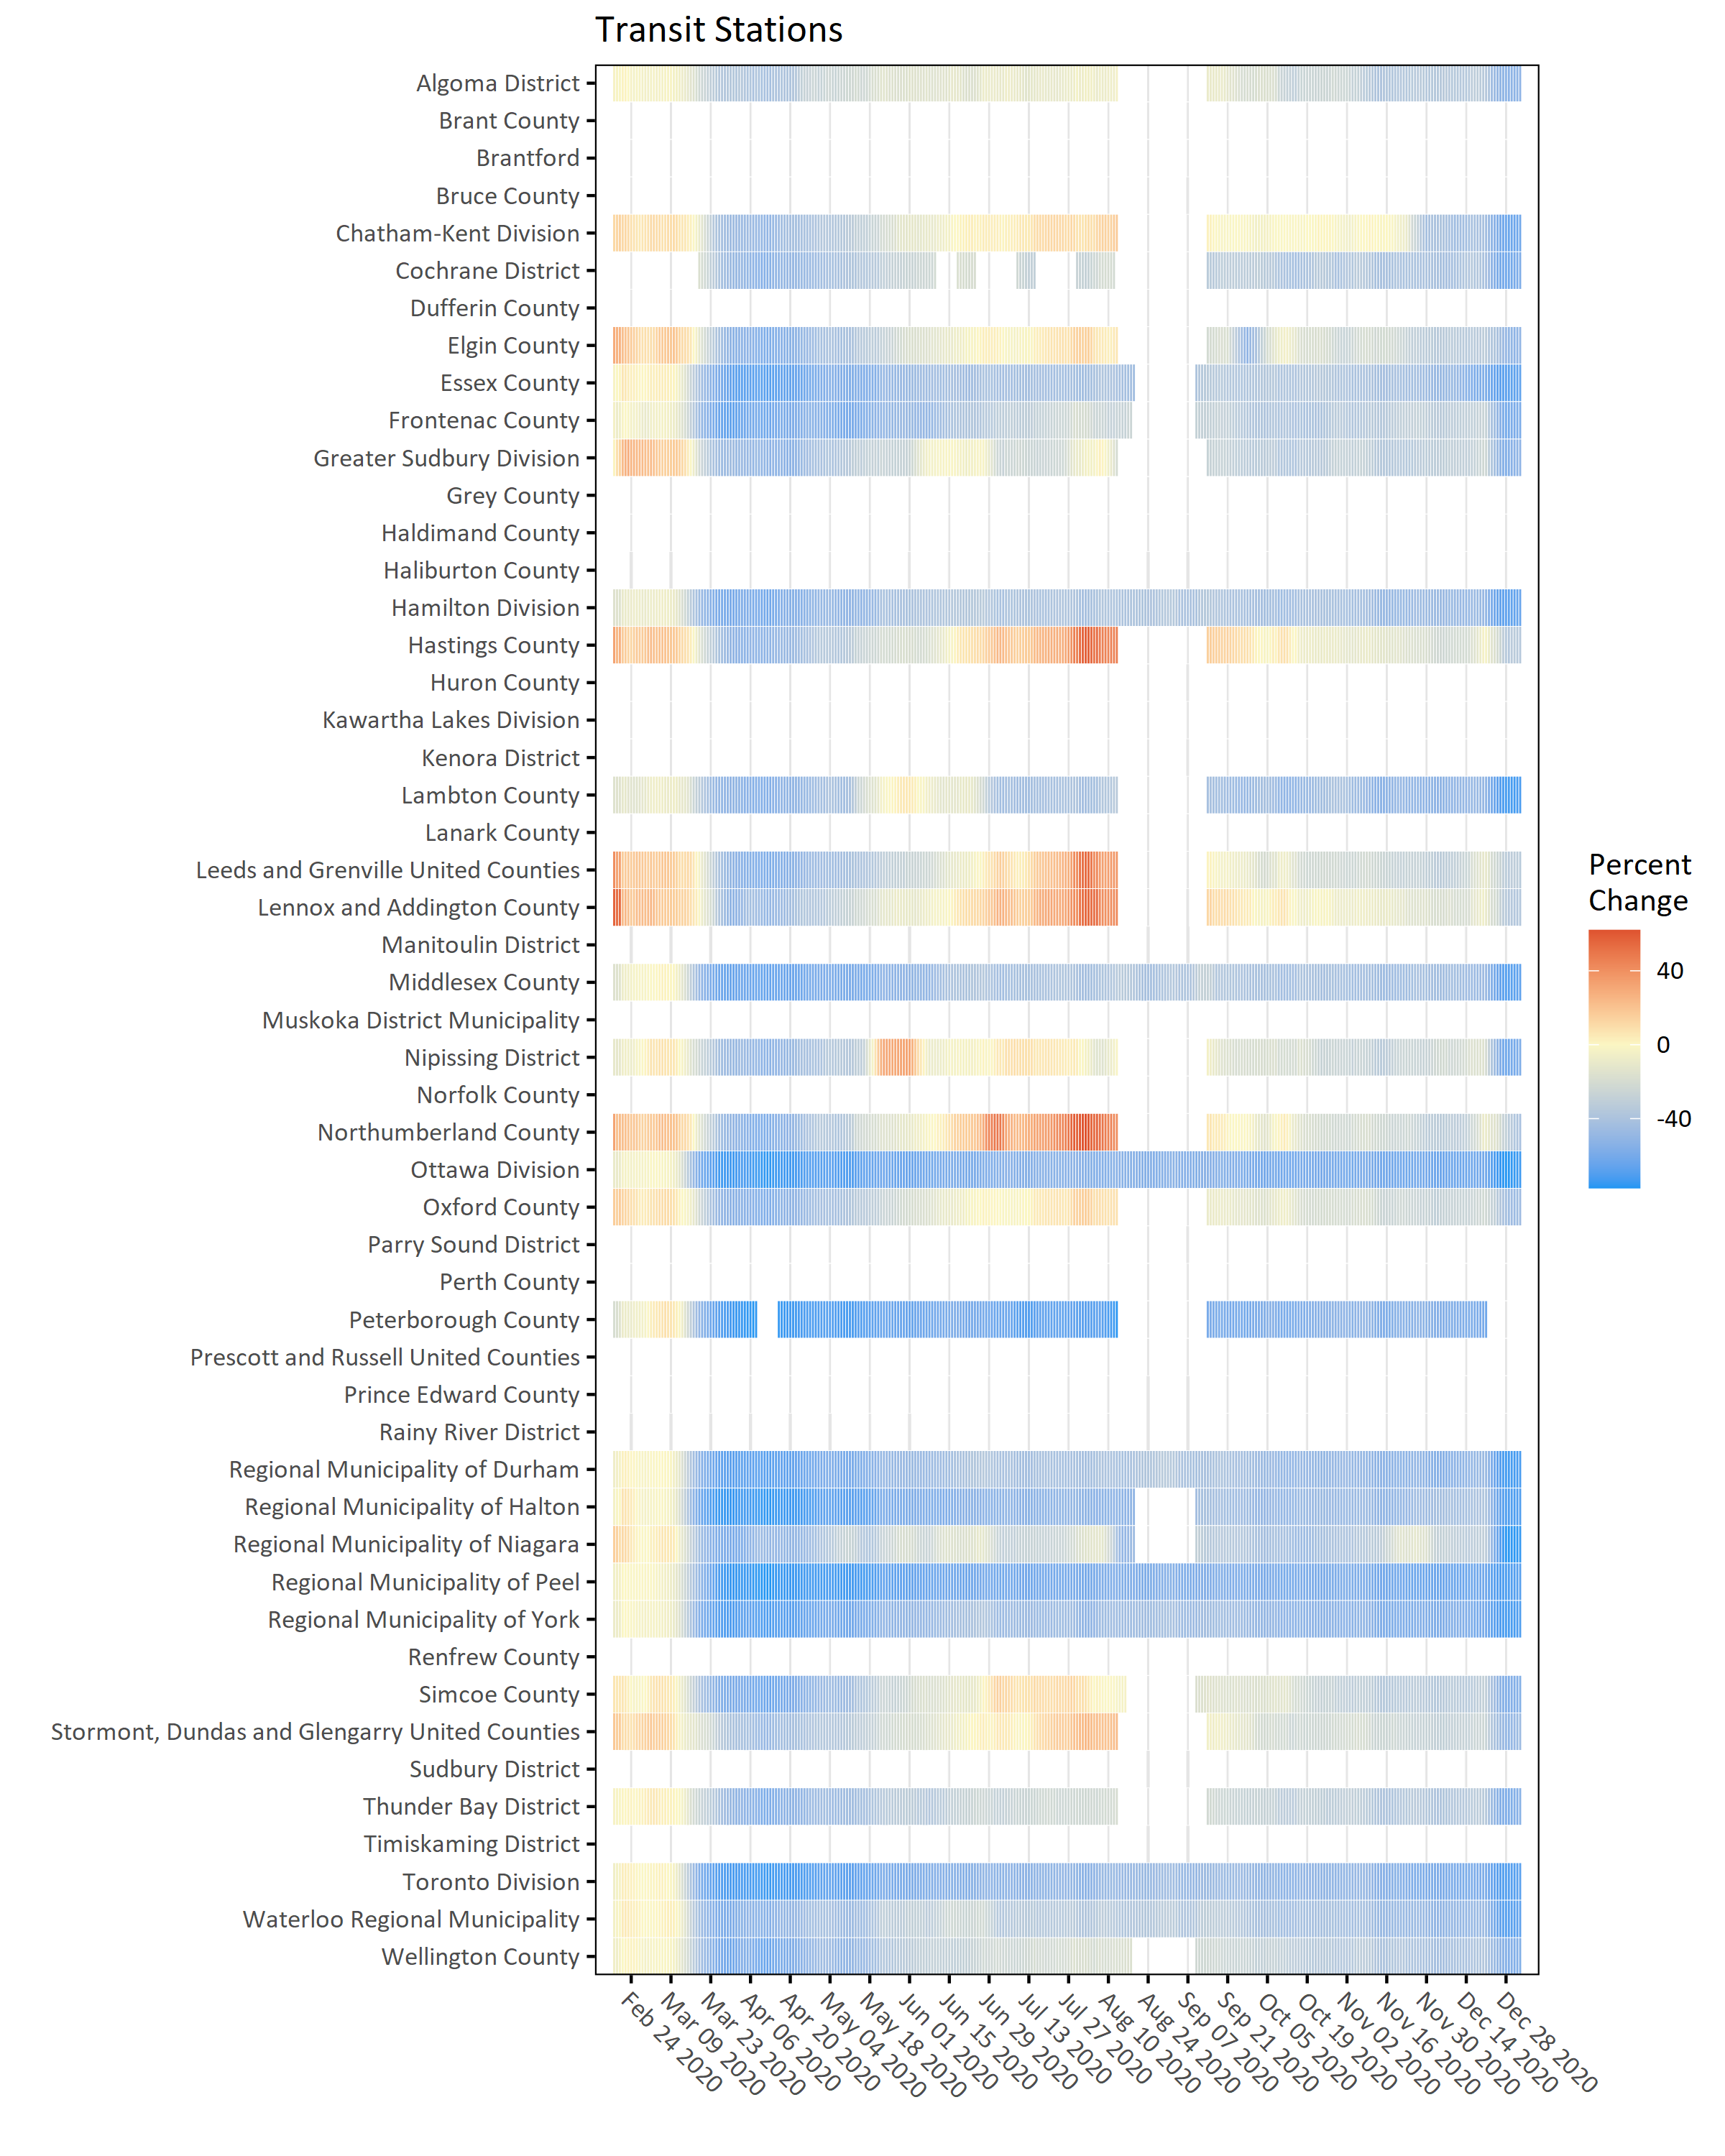 Transit Stations
Algoma District
Brant County
Brantford
Bruce County
Chatham-Kent Division
Cochrane District
Dufferin County
Elgin County
Essex County
Frontenac County
Greater Sudbury Division
Grey County
Haldimand County
Haliburton County
Hamilton Division
Hastings County
Huron County
Kawartha Lakes Division
Kenora District
Lambton County
Lanark County
Leeds and Grenville United Counties
Lennox and Addington County
Manitoulin District
Middlesex County
Muskoka District Municipality
Nipissing District
Norfolk County
Northumberland County
Ottawa Division
Oxford County
Parry Sound District
Perth County
Peterborough County
Prescott and Russell United Counties
Prince Edward County
Rainy River District
Regional Municipality of Durham
Regional Municipality of Halton
Regional Municipality of Niagara
Regional Municipality of Peel
Regional Municipality of York
Renfrew County
Simcoe County
Stormont, Dundas and Glengarry United Counties
Sudbury District
Thunder Bay District
Timiskaming District
Toronto Division
Waterloo Regional Municipality
Wellington County
Feb 24 2020
Mar 09 2020
Mar 23 2020
Apr 06 2020
Apr 20 2020
May 04 2020
May 18 2020
Jun 01 2020
Jun 15 2020
Jun 29 2020
Jul 13 2020
Jul 27 2020
Aug 10 2020
Aug 24 2020
Sep 07 2020
Sep 21 2020
Oct 05 2020
Oct 19 2020
Nov 02 2020
Nov 16 2020
Nov 30 2020
Dec 14 2020
Dec 28 2020
Percent
Change
40
0
-40